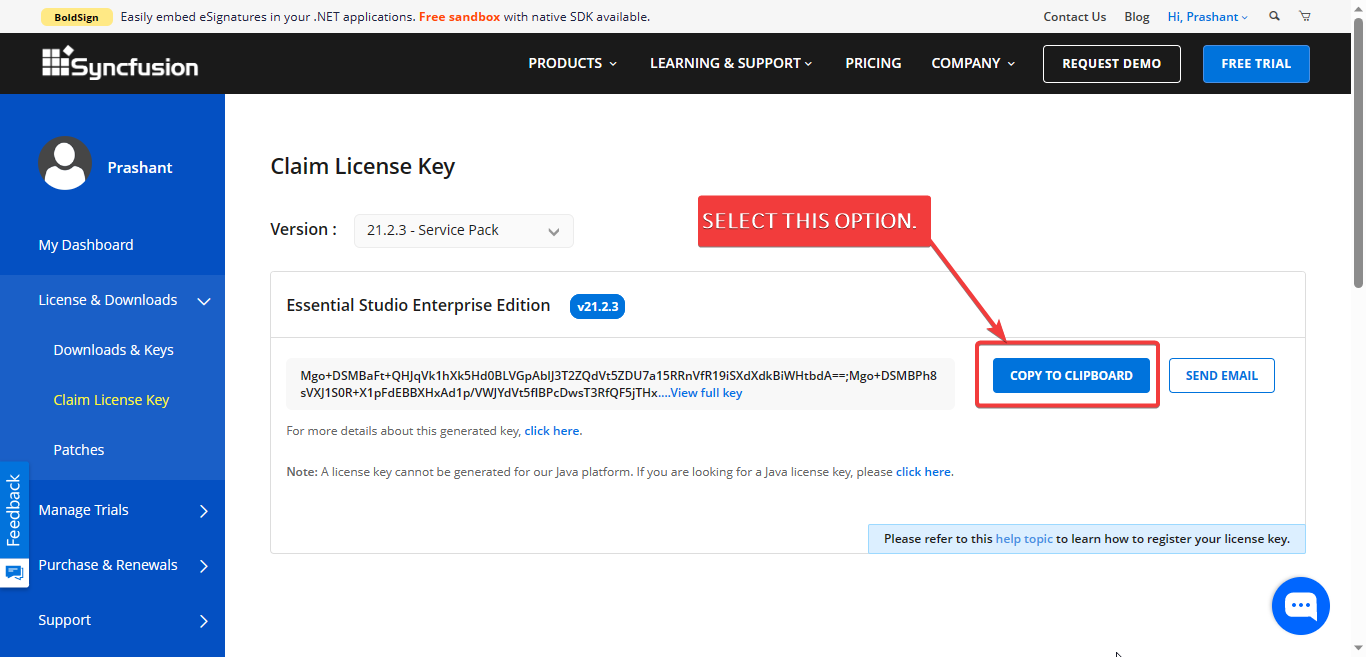 BoldSign Easily embed eSignatures in your .NET applications. Free sandbox with native SDK available.
Contact Us Blog Hi, Prashant
Syncfusion
PRODUCTS LEARNING & SUPPORT PRICING COMPANY REQUEST DEMO FREE TRIAL
Prashant
My Dashboard
License & Downloads
Downloads & Keys
Claim License Key
Patches
Manage Trials
Purchase & Renewals
Support
Feedback
Claim License Key
Version : 21.2.3 - Service Pack
SELECT THIS OPTION.
Essential Studio Enterprise Edition v21.2.3
Mgo+DSMBaFt+QHJqVk1hXk5Hd0BLVGpAblJ3T2ZQdVt5ZDU7a15RRnVfR19iSXdXdkBiWHtbdA==;Mgo+DSMBPh8
sVXJ1S0R+X1pFdEBBXHxAd1p/VWJYdVt5flBPcDwsT3RfQF5jTHx....View full key
COPY TO CLIPBOARD
SEND EMAIL
For more details about this generated key, click here.
Note: A license key cannot be generated for our Java platform. If you are looking for a Java license key, please click here.
Please refer to this help topic to learn how to register your license key.